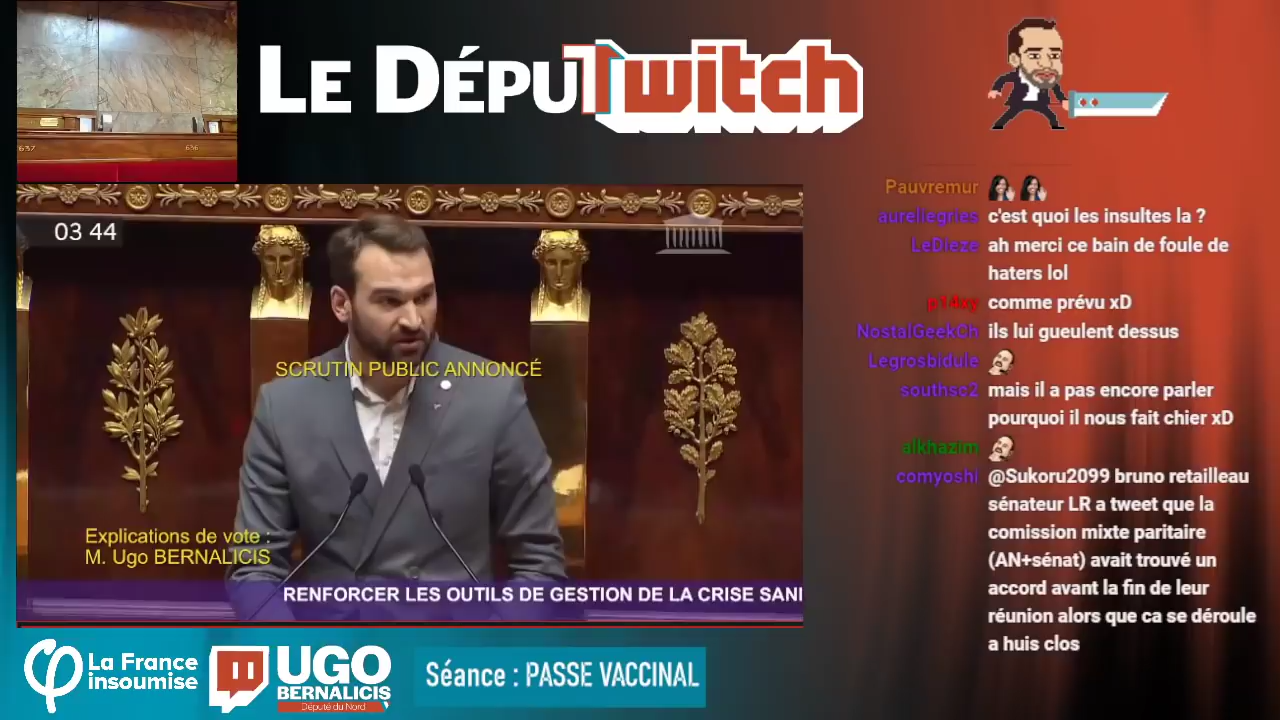 LE DÉPUTwitch
637
636
03 44
SCRUTIN PUBLIC ANNONCÉ
Explications de vote :
M. Ugo BERNALICIS
RENFORCER LES OUTILS DE GESTION DE LA CRISE SANI
La France
insoumise
UGO
BERNALICIS
Député du Nord
Séance : PASSE VACCINAL
Pauvremur
aureliegries c'est quoi les insultes la ?
LeDieze ah merci ce bain de foule de
haters lol
p14xy comme prévu xD
NostalGeekCh ils lui gueulent dessus
Legrosbidule
southsc2 mais il a pas encore parler
pourquoi il nous fait chier xD
alkhazim
comyoshi @Sukoru2099 bruno retailleau
sénateur LR a tweet que la
comission mixte paritaire
(AN+sénat) avait trouvé un
accord avant la fin de leur
réunion alors que ca se déroule
a huis clos